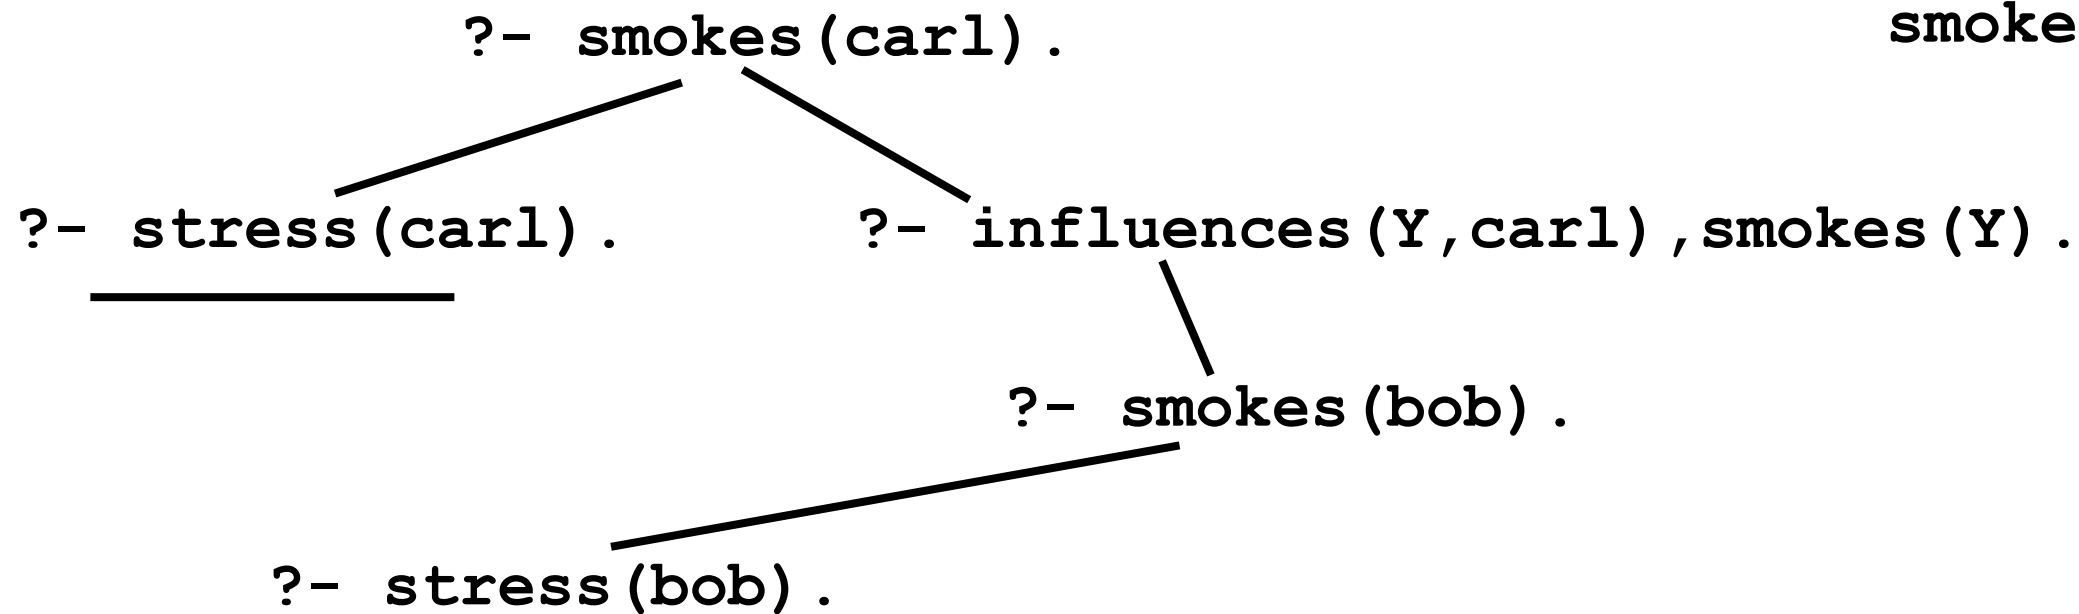 ?- smokes(carl).
smoke
?- stress(carl).
?- influences(Y,carl),smokes(Y).
?- smokes(bob).
?- stress(bob).